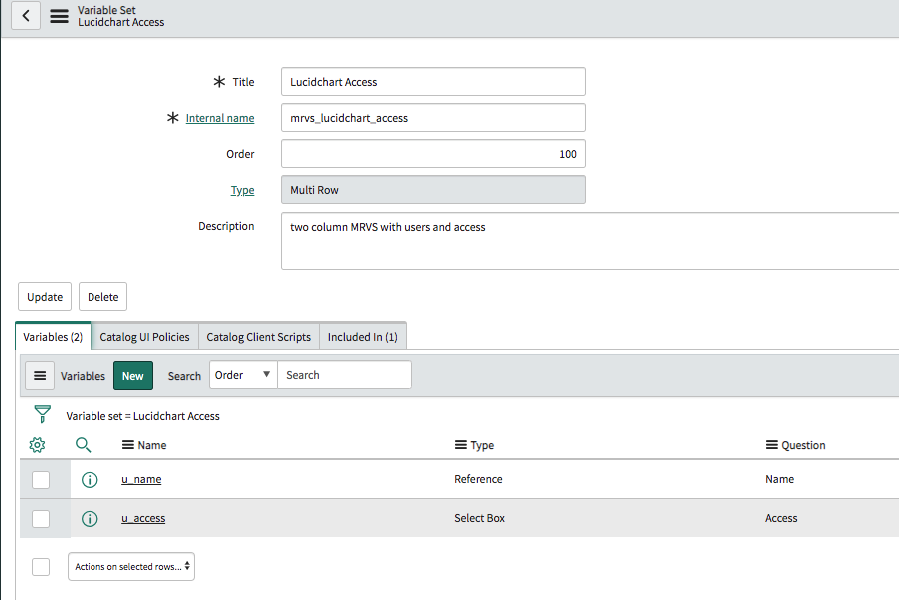 Variable Set
Lucidchart Access
Title Lucidchart Access
Internal name mrvs_lucidchart_access
Order 100
Type Multi Row
Description two column MRVS with users and access
Update Delete
Variables (2) Catalog UI Policies Catalog Client Scripts Included In (1)
Variables New Search Order Search
Variable set = Lucidchart Access
Name Type Question
u_name Reference Name
u_access Select Box Access
Actions on selected rows...